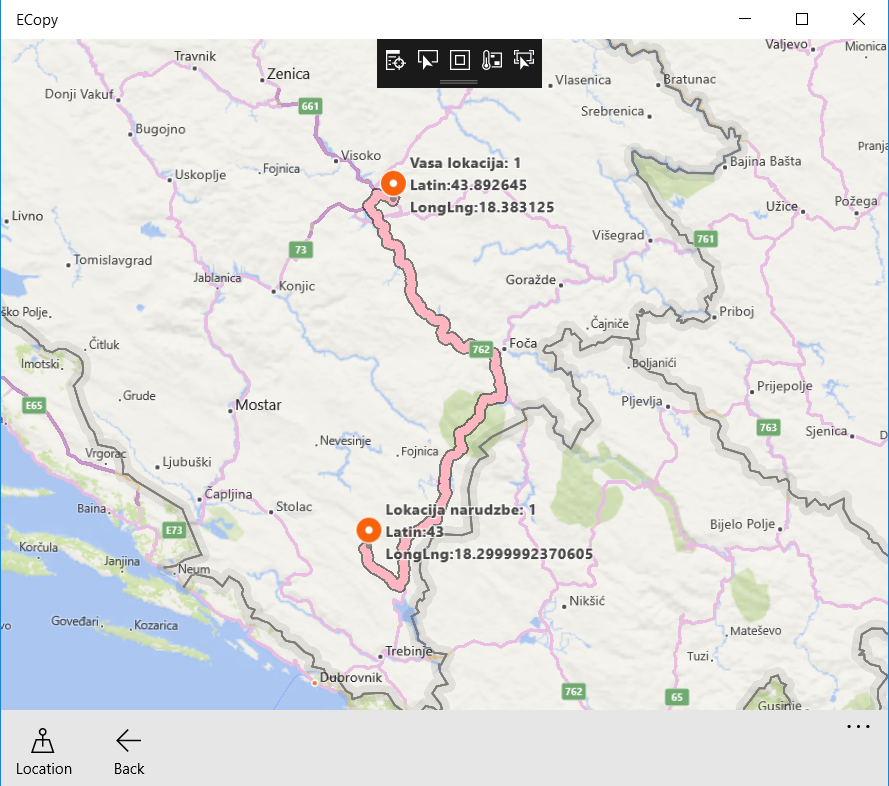 ECopy
Travnik
Zenica
Valjevo
Mionica
Donji Vakuf
661
Vlasenica
Bratunac
Srebrenica
Bugojno
Visoko
Fojnica
Vasa lokacija: 1
Latin:43.892645
LongLng:18.383125
Bajina Bašta
Pranja
Uskoplje
Livno
Užice
Požega
73
Višegrad
761
Tomislavgrad
Jablanica
Konjic
Goražde
ško Polje
Priboj
Čajniče
Čitluk
762
Foča
Imotski
Boljanići
Prijepolje
Grude
E65
Mostar
Pljevlja
763
Sjenica
D
Nevesinje
Fojnica
Vrgorac
Ljubuški
Čapljina
Stolac
Baina
Lokacija narudzbe: 1
Latin:43
LongLng:18.2999992370605
E73
Bijelo Polje
Korčula
Janjina
Neum
Nikšić
vo
Goveđari
Kozarica
Mateševo
Trebinje
Tuzi
Dubrovnik
762
65
Gusinje
Location
Back